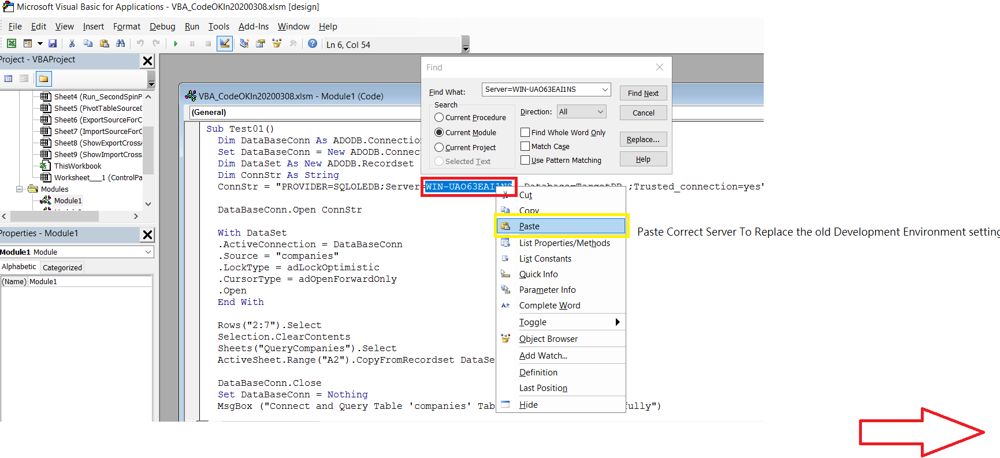 Microsoft Visual Basic for Applications - VBA_CodeOKIn20200308.xlsm [design]
File Edit View Insert Format Debug Run Tools Add-Ins Window Help
Ln 6, Col 54
Project - VBAProject
Sheet4 (Run_SecondSpinP
Sheet5 (PivotTableSourceD
Sheet6 (ExportSourceForC
Sheet7 (ImportSourceForC
Sheet8 (ShowExportCrossA
Sheet9 (ShowImportCross
ThisWorkbook
Worksheet___1 (ControlPa
Modules
Module1
Properties - Module1
Module1 Module
Alphabetic Categorized
(Name) Module1
VBA_CodeOKIn20200308.xlsm - Module1 (Code)
(General)
Sub Test01()
Dim DataBaseConn As ADODB.Connectio
Set DataBaseConn = New ADODB.Connec
Dim DataSet As New ADODB.Recordset
Dim ConnStr As String
ConnStr = "PROVIDER=SQLOLEDB;Server=WIN-UAO63EAI1NS Database=TargetDB ;Trusted_connection=yes"
DataBaseConn.Open ConnStr
With DataSet
.ActiveConnection = DataBaseConn
.Source = "companies"
.LockType = adLockOptimistic
.CursorType = adOpenForwardOnly
.Open
End With
Rows("2:7").Select
Selection.ClearContents
Sheets("QueryCompanies").Select
ActiveSheet.Range("A2").CopyFromRecordset DataSe
DataBaseConn.Close
Set DataBaseConn = Nothing
MsgBox ("Connect and Query Table 'companies' Tab fully")
Find
Find What: Server=WIN-UAO63EAI1NS Find Next
Search
Current Procedure
Current Module
Current Project
Selected Text
Direction: All
Find Whole Word Only
Match Case
Use Pattern Matching
Cancel
Replace...
Help
Cut
Copy
Paste
List Properties/Methods
List Constants
Quick Info
Parameter Info
Complete Word
Toggle
Object Browser
Add Watch...
Definition
Last Position
Hide
Paste Correct Server To Replace the old Development Environment setting